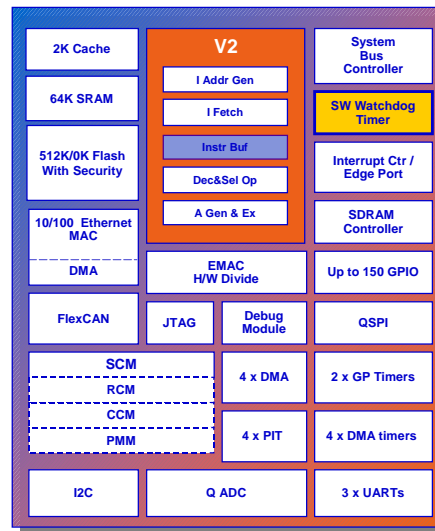 2K Cache
V2
System
Bus
Controller
I Addr Gen
64K SRAM
I Fetch
SW Watchdog
Timer
512K/0K Flash
With Security
Instr Buf
Interrupt Ctr /
Edge Port
Dec&Sel Op
A Gen & Ex
10/100 Ethernet
MAC
DMA
SDRAM
Controller
EMAC
H/W Divide
Up to 150 GPIO
FlexCAN
JTAG
Debug
Module
QSPI
SCM
RCM
CCM
PMM
4 x DMA
2 x GP Timers
4 x PIT
4 x DMA timers
I2C
Q ADC
3 x UARTs